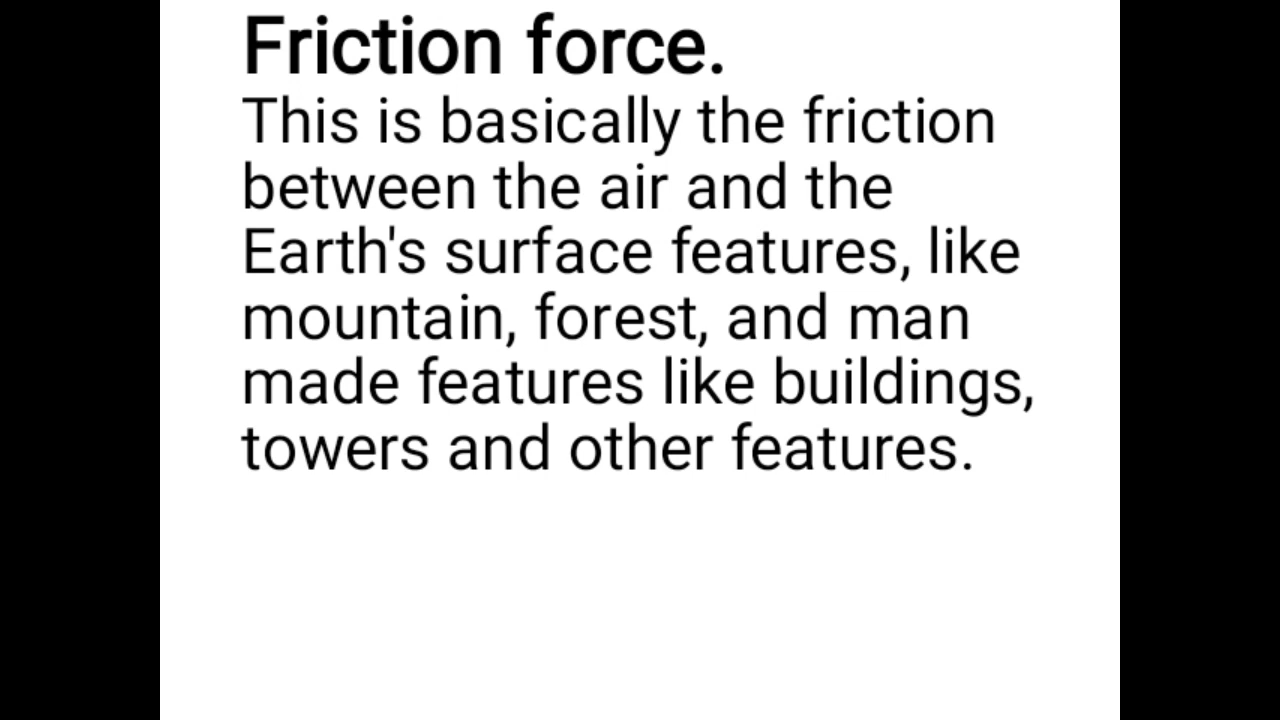 Friction force.
This is basically the friction
between the air and the
Earth's surface features, like
mountain, forest, and man
made features like buildings,
towers and other features.